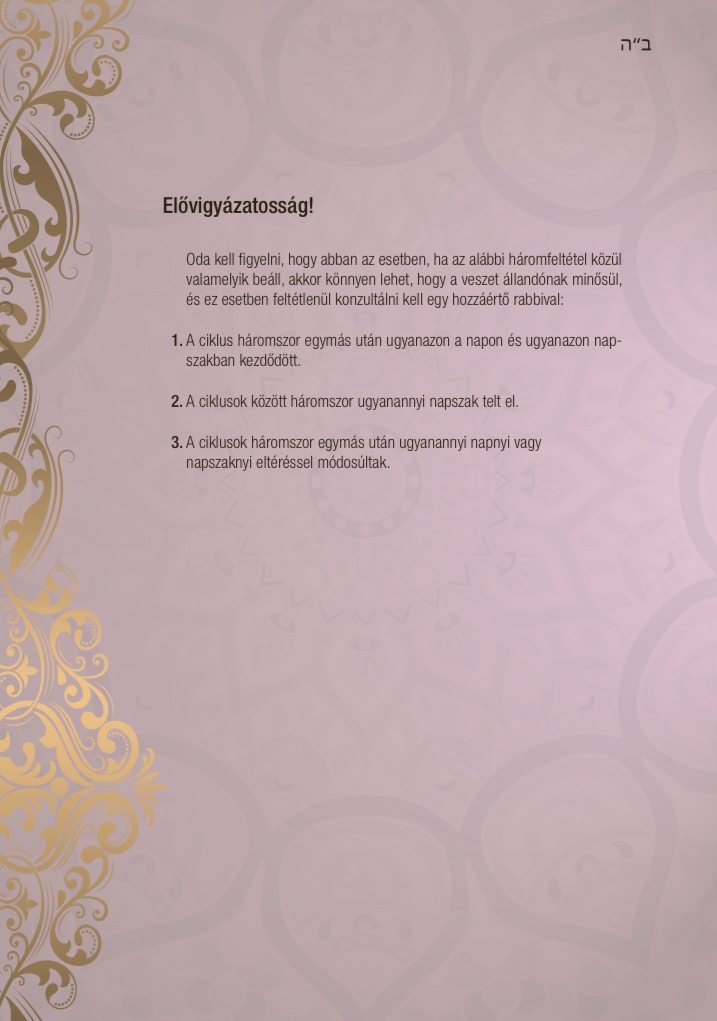 ב״ה
Elővigyázatosság!
Oda kell figyelni, hogy abban az esetben, ha az alábbi háromfeltétel közül
valamelyik beáll, akkor könnyen lehet, hogy a veszet állandónak minősül,
és ez esetben feltétlenül konzultálni kell egy hozzáértő rabbival:
1. A ciklus háromszor egymás után ugyanazon a napon és ugyanazon nap-
szakban kezdődött.
2. A ciklusok között háromszor ugyanannyi napszak telt el.
3. A ciklusok háromszor egymás után ugyanannyi napnyi vagy
napszaknyi eltéréssel módosúltak.